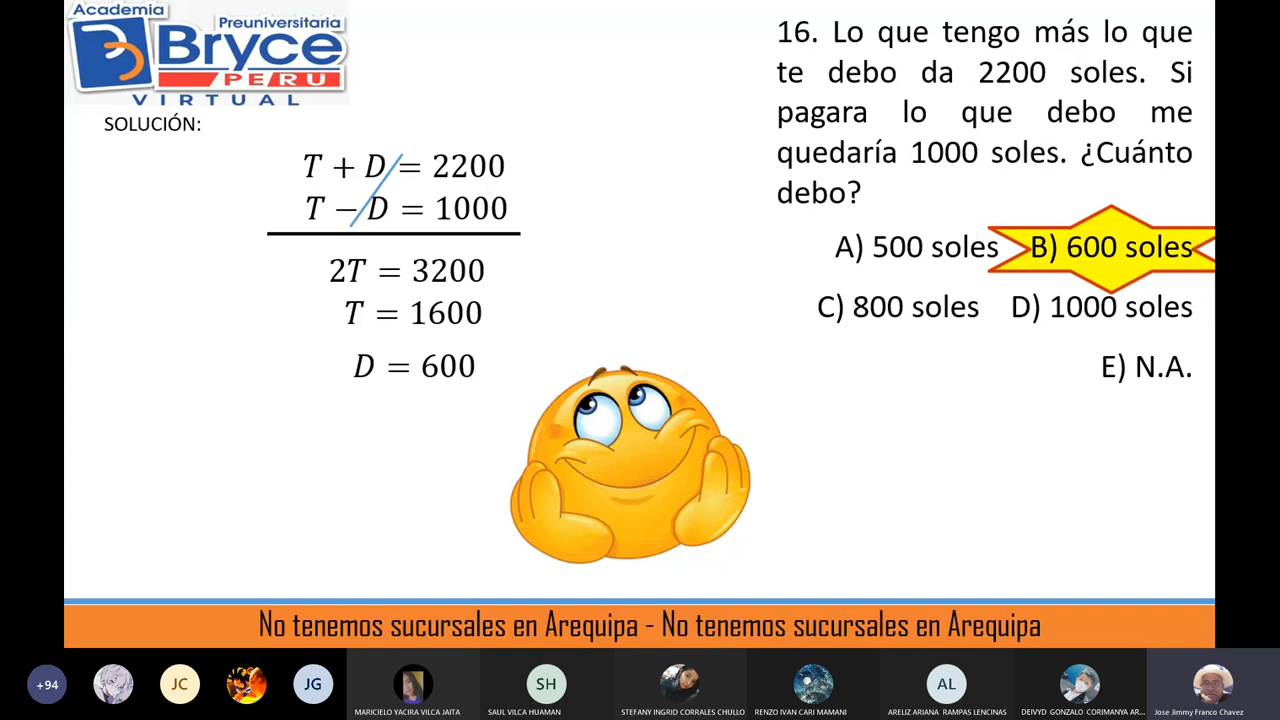 Academia
Preuniversitaria
Bryce
PERU
VIRTUAL
SOLUCIÓN:
T + D = 2200
T − D = 1000
2T = 3200
T = 1600
D = 600
16. Lo que tengo más lo que
te debo da 2200 soles. Si
pagara lo que debo me
quedaría 1000 soles. ¿Cuánto
debo?
A) 500 soles B) 600 soles
C) 800 soles D) 1000 soles
E) N.A.
No tenemos sucursales en Arequipa - No tenemos sucursales en Arequipa
+94 JC JG SH AL
MARICIELO YACIRA VILCA JAITA SAUL VILCA HUAMAN STEFANY INGRID CORRALES CHULLO RENZO IVAN CARI MAMANI ARELIZ ARIANA RAMPAS LENCINAS DEIVYD GONZALO CORIMANYA AR... Jose Jimmy Franco Chavez